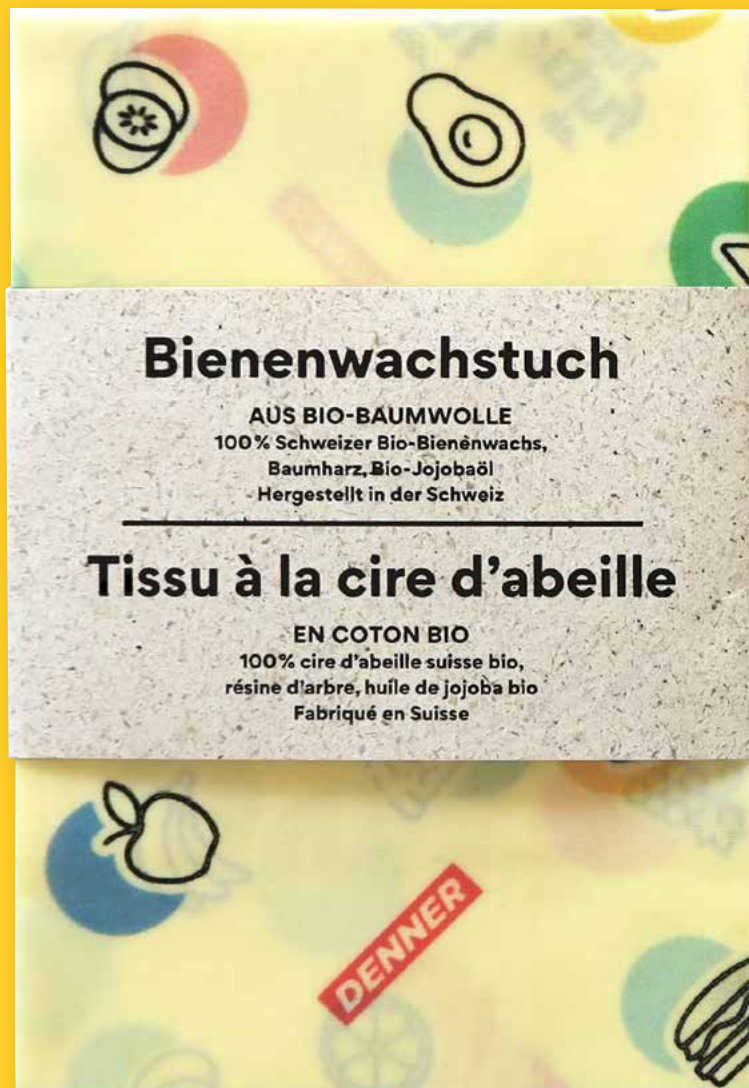 Bienenwachstuch
AUS BIO-BAUMWOLLE
100% Schweizer Bio-Bienenwachs,
Baumharz, Bio-Jojobaöl
Hergestellt in der Schweiz
Tissu à la cire d’abeille
EN COTON BIO
100% cire d’abeille suisse bio,
résine d’arbre, huile de jojoba bio
Fabriqué en Suisse
DENNER